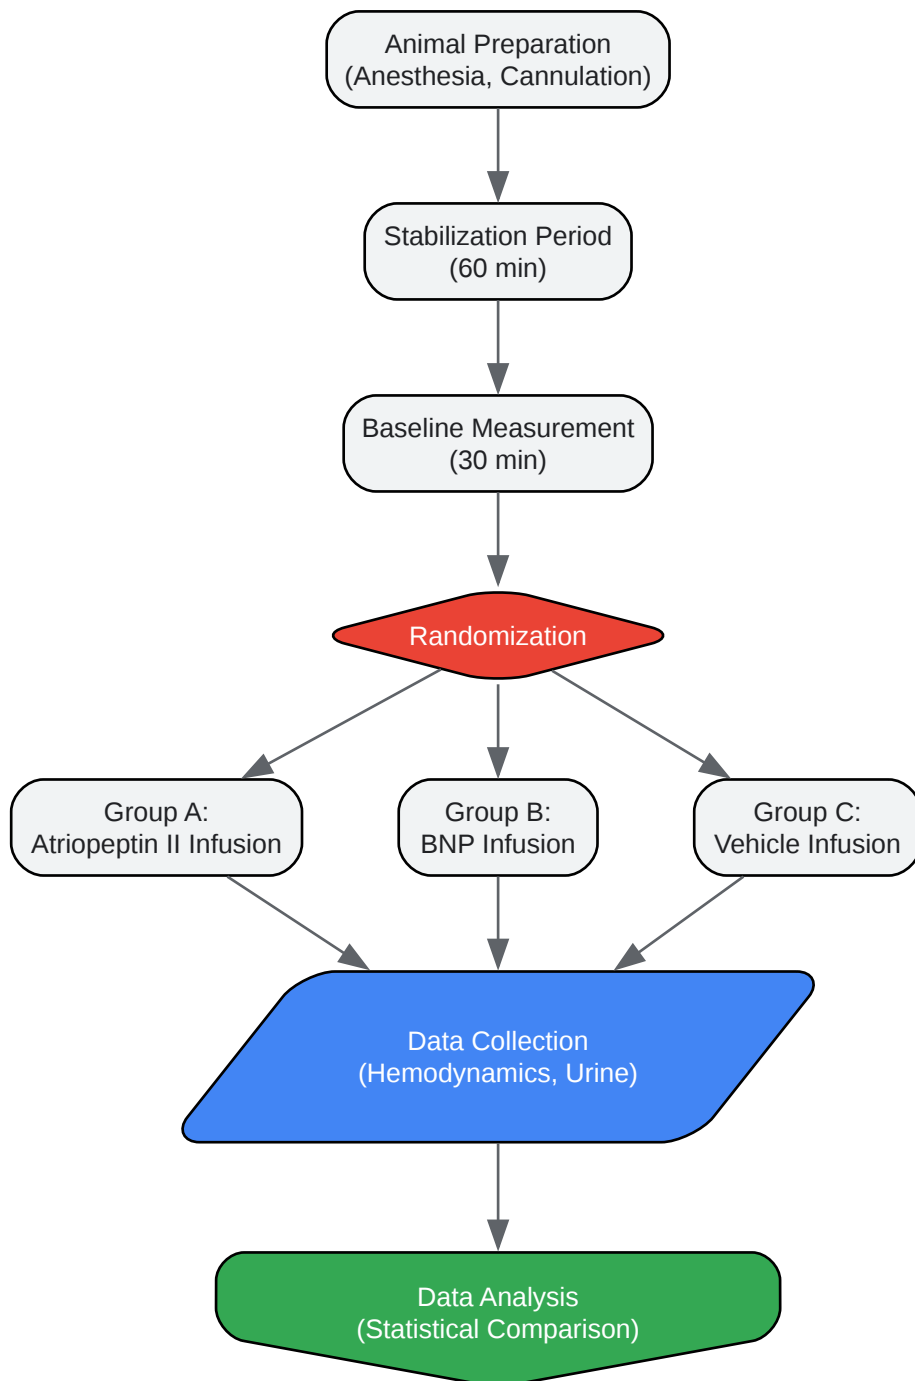 Animal Preparation
(Anesthesia, Cannulation)
Stabilization Period
(60 min)
Baseline Measurement
(30 min)
Randomization
Group A:
Atriopeptin II Infusion
Group B:
BNP Infusion
Group C:
Vehicle Infusion
Data Collection
(Hemodynamics, Urine)
Data Analysis
(Statistical Comparison)